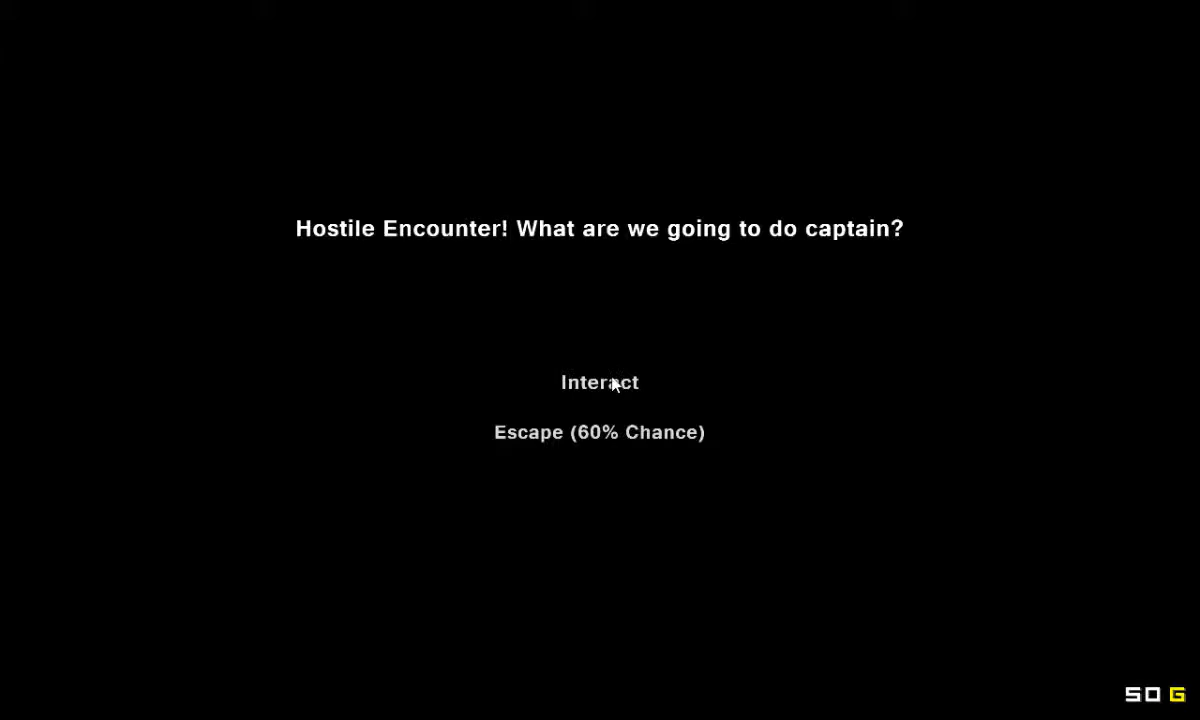 Hostile Encounter! What are we going to do captain?
Interact
Escape (60% Chance)
50 G